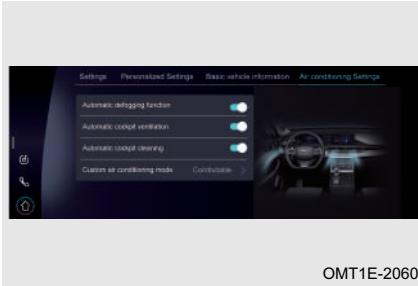 Settings Personalized Settings Basic vehicle information Air conditioning Settings
Automatic defogging function
Automatic cockpit ventilation
Automatic cockpit cleaning
Custom air conditioning mode Comfortable
OMT1E-2060